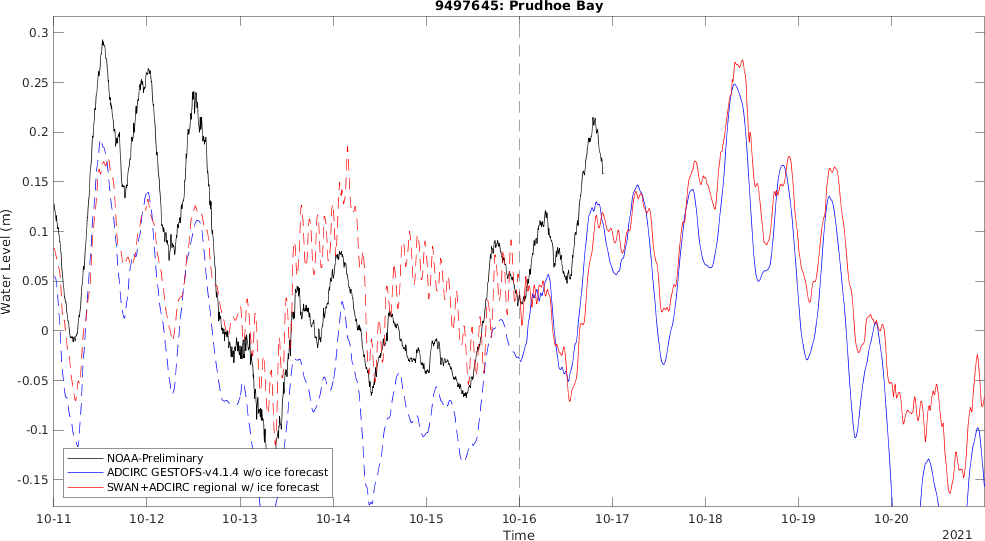 9497645: Prudhoe Bay
Water Level (m)
0.3
0.25
0.2
0.15
0.1
0.05
0
-0.05
-0.1
-0.15
NOAA-Preliminary
ADCIRC GESTOFS-v4.1.4 w/o ice forecast
SWAN+ADCIRC regional w/ ice forecast
10-11 10-12 10-13 10-14 10-15 10-16 10-17 10-18 10-19 10-20
Time
2021